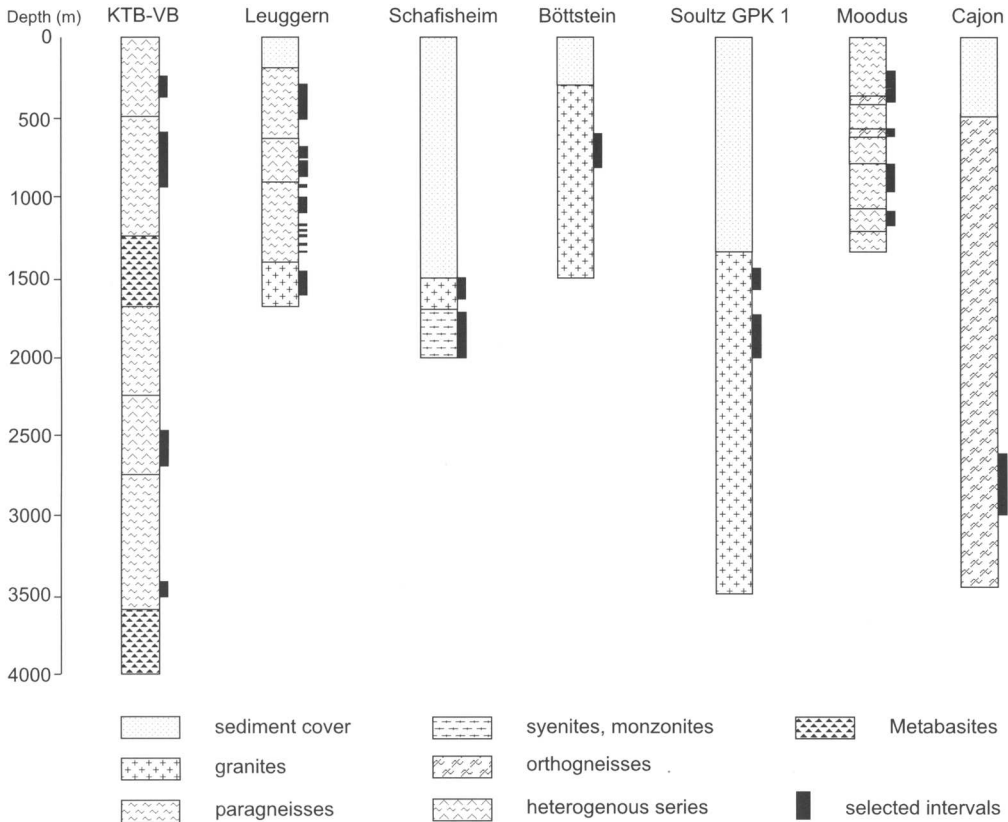 Depth (m) KTB-VB Leuggern Schafisheim Böttstein Soultz GPK 1 Moodus Cajon
0
500
1000
1500
2000
2500
3000
3500
4000
sediment cover syenites, monzonites Metabasites
granites orthogneisses
paragneisses heterogenous series selected intervals